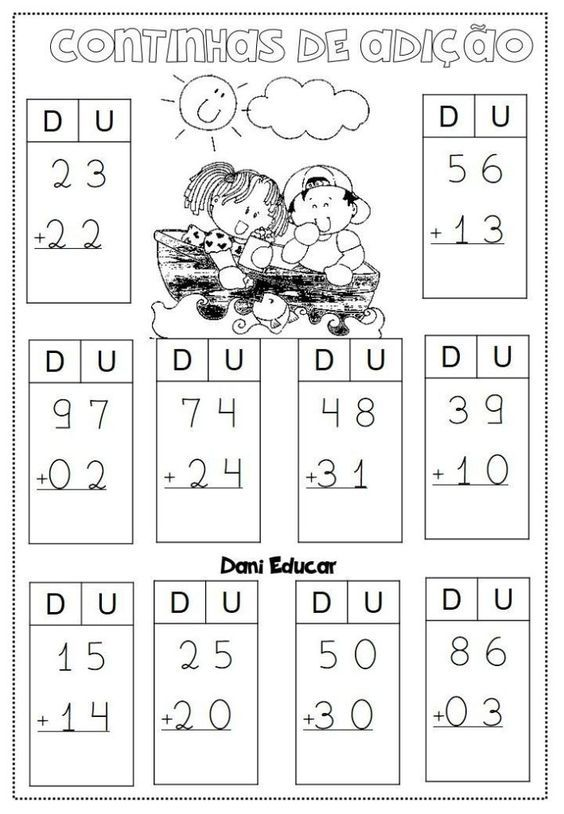 CONTINHAS DE ADIÇÃO
D U
23
+22
D U
56
+13
D U
97
+02
D U
74
+24
D U
48
+31
D U
39
+10
Dani Educar
D U
15
+14
D U
25
+20
D U
50
+30
D U
86
+03